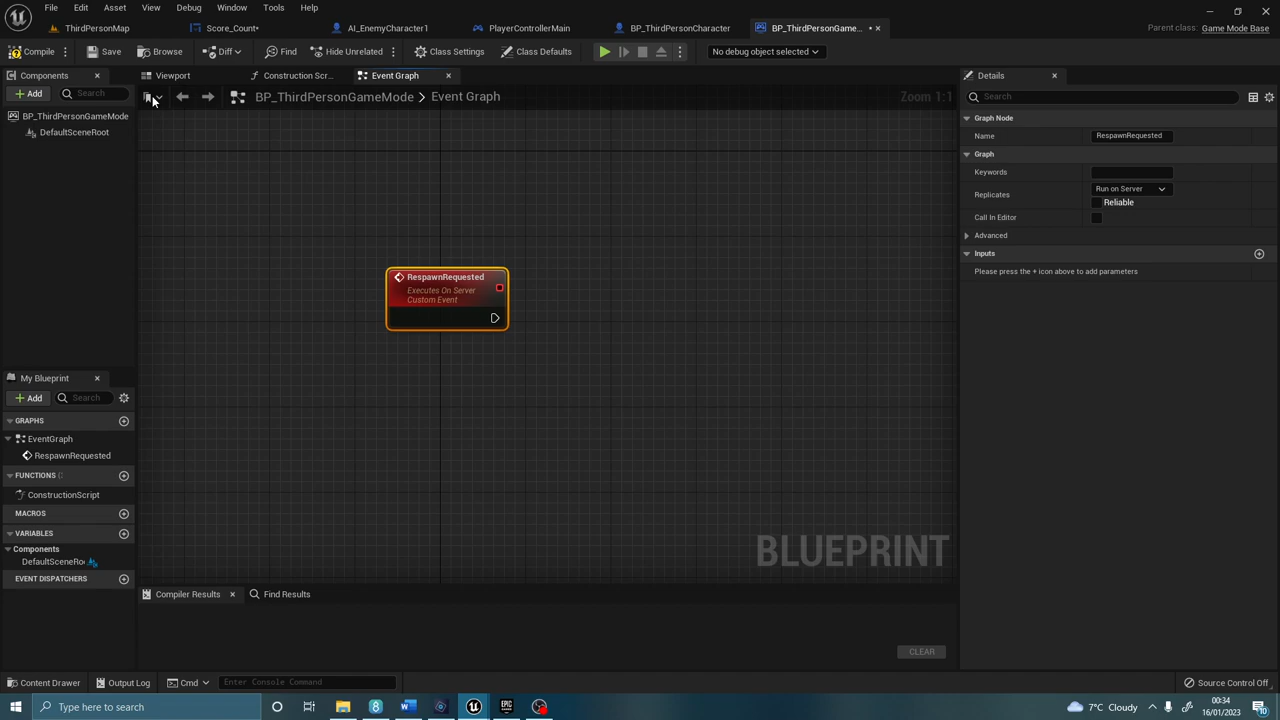 File Edit Asset View Debug Window Tools Help
ThirdPersonMap Score_Count* AI_EnemyCharacter1 PlayerControllerMain BP_ThirdPersonCharacter BP_ThirdPersonGame... • Parent class: Game Mode Base
Compile Save Browse Diff Find Hide Unrelated Class Settings Class Defaults No debug object selected
Components Viewport Construction Scr... Event Graph Details
Add Search BP_ThirdPersonGameMode > Event Graph Zoom 1:1 Search
BP_ThirdPersonGameMode
DefaultSceneRoot
Graph Node
Name RespawnRequested
Graph
Keywords
Replicates Run on Server
Reliable
Call In Editor
Advanced
Inputs
Please press the + icon above to add parameters
RespawnRequested
Executes On Server
Custom Event
My Blueprint
Add Search
GRAPHS
EventGraph
RespawnRequested
FUNCTIONS
ConstructionScript
MACROS
VARIABLES
Components
DefaultSceneRo
EVENT DISPATCHERS
BLUEPRINT
Compiler Results Find Results
CLEAR
Content Drawer Output Log Cmd Enter Console Command Source Control Off
Type here to search 7°C Cloudy 00:34
16/01/2023